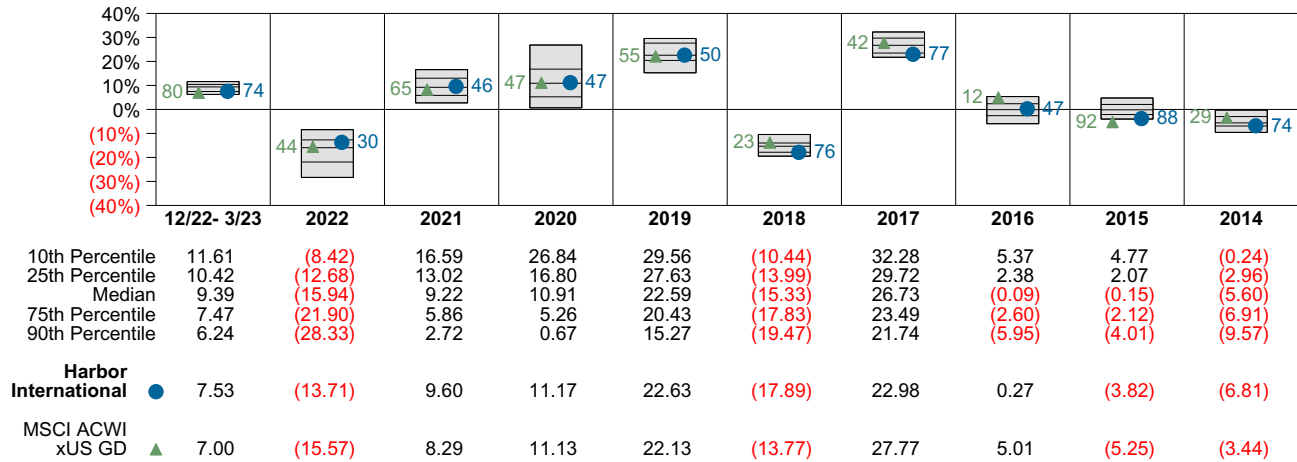 40%
30%
20%
10%
0%
(10%)
(20%)
(30%)
(40%)
80 74
44 30
65 46
47 47
55 50
23 76
42 77
12 47
92 88
29 74
12/22- 3/23 2022 2021 2020 2019 2018 2017 2016 2015 2014
10th Percentile 11.61 (8.42) 16.59 26.84 29.56 (10.44) 32.28 5.37 4.77 (0.24)
25th Percentile 10.42 (12.68) 13.02 16.80 27.63 (13.99) 29.72 2.38 2.07 (2.96)
Median 9.39 (15.94) 9.22 10.91 22.59 (15.33) 26.73 (0.09) (0.15) (5.60)
75th Percentile 7.47 (21.90) 5.86 5.26 20.43 (17.83) 23.49 (2.60) (2.12) (6.91)
90th Percentile 6.24 (28.33) 2.72 0.67 15.27 (19.47) 21.74 (5.95) (4.01) (9.57)
Harbor
International 7.53 (13.71) 9.60 11.17 22.63 (17.89) 22.98 0.27 (3.82) (6.81)
MSCI ACWI
xUS GD 7.00 (15.57) 8.29 11.13 22.13 (13.77) 27.77 5.01 (5.25) (3.44)